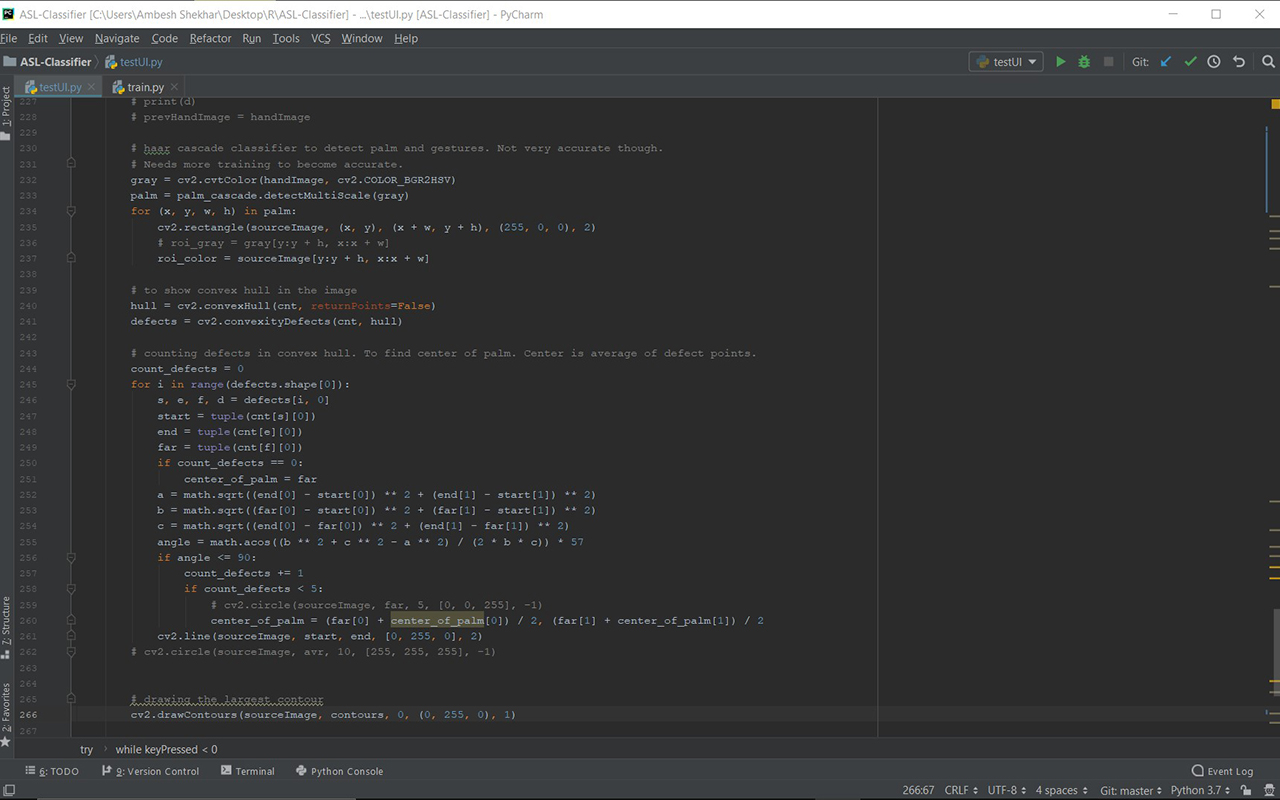 ASL-Classifier [C:\Users\Ambesh Shekhar\Desktop\R\ASL-Classifier] - ...\testUI.py [ASL-Classifier] - PyCharm
File Edit View Navigate Code Refactor Run Tools VCS Window Help
ASL-Classifier testUI.py testUI Git:
testUI.py train.py
1: Project
7: Structure
2: Favorites
227 # print(d)
228 # prevHandImage = handImage
229
230 # haar cascade classifier to detect palm and gestures. Not very accurate though.
231 # Needs more training to become accurate.
232 gray = cv2.cvtColor(handImage, cv2.COLOR_BGR2HSV)
233 palm = palm_cascade.detectMultiScale(gray)
234 for (x, y, w, h) in palm:
235 cv2.rectangle(sourceImage, (x, y), (x + w, y + h), (255, 0, 0), 2)
236 # roi_gray = gray[y:y + h, x:x + w]
237 roi_color = sourceImage[y:y + h, x:x + w]
238
239 # to show convex hull in the image
240 hull = cv2.convexHull(cnt, returnPoints=False)
241 defects = cv2.convexityDefects(cnt, hull)
242
243 # counting defects in convex hull. To find center of palm. Center is average of defect points.
244 count_defects = 0
245 for i in range(defects.shape[0]):
246 s, e, f, d = defects[i, 0]
247 start = tuple(cnt[s][0])
248 end = tuple(cnt[e][0])
249 far = tuple(cnt[f][0])
250 if count_defects == 0:
251 center_of_palm = far
252 a = math.sqrt((end[0] - start[0]) ** 2 + (end[1] - start[1]) ** 2)
253 b = math.sqrt((far[0] - start[0]) ** 2 + (far[1] - start[1]) ** 2)
254 c = math.sqrt((end[0] - far[0]) ** 2 + (end[1] - far[1]) ** 2)
255 angle = math.acos((b ** 2 + c ** 2 - a ** 2) / (2 * b * c)) * 57
256 if angle <= 90:
257 count_defects += 1
258 if count_defects < 5:
259 # cv2.circle(sourceImage, far, 5, [0, 0, 255], -1)
260 center_of_palm = (far[0] + center_of_palm[0]) / 2, (far[1] + center_of_palm[1]) / 2
261 cv2.line(sourceImage, start, end, [0, 255, 0], 2)
262 # cv2.circle(sourceImage, avr, 10, [255, 255, 255], -1)
263
264
265 # drawing the largest contour
266 cv2.drawContours(sourceImage, contours, 0, (0, 255, 0), 1)
267
try › while keyPressed < 0
6: TODO 9: Version Control Terminal Python Console Event Log
266:67 CRLF UTF-8 4 spaces Git: master Python 3.7